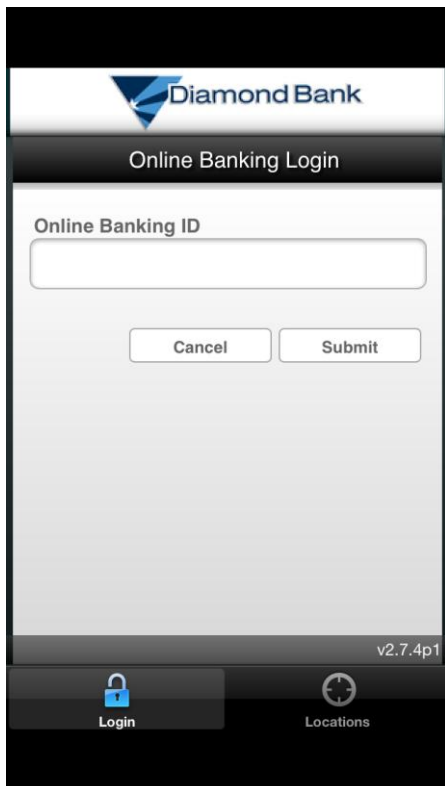 Diamond Bank
Online Banking Login
Online Banking ID
Cancel Submit
v2.7.4p1
Login Locations